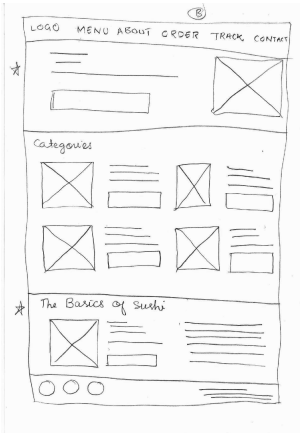 B
LOGO MENU ABOUT ORDER TRACK CONTACT
Categories
The Basics of Sushi